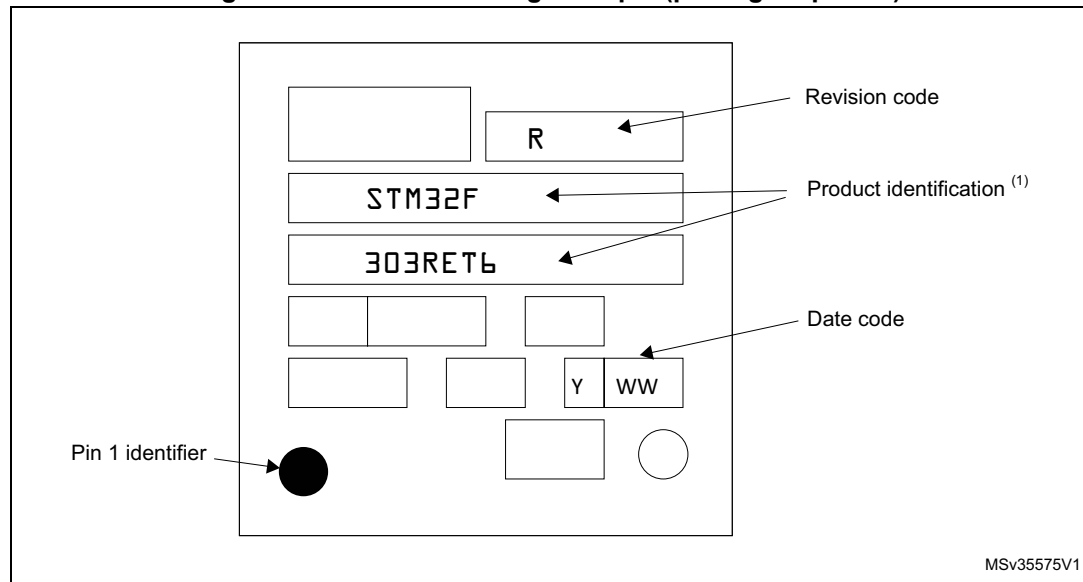 Revision code
R
STM32F
Product identification (1)
303RET6
Date code
Y WW
Pin 1 identifier
MSv35575V1